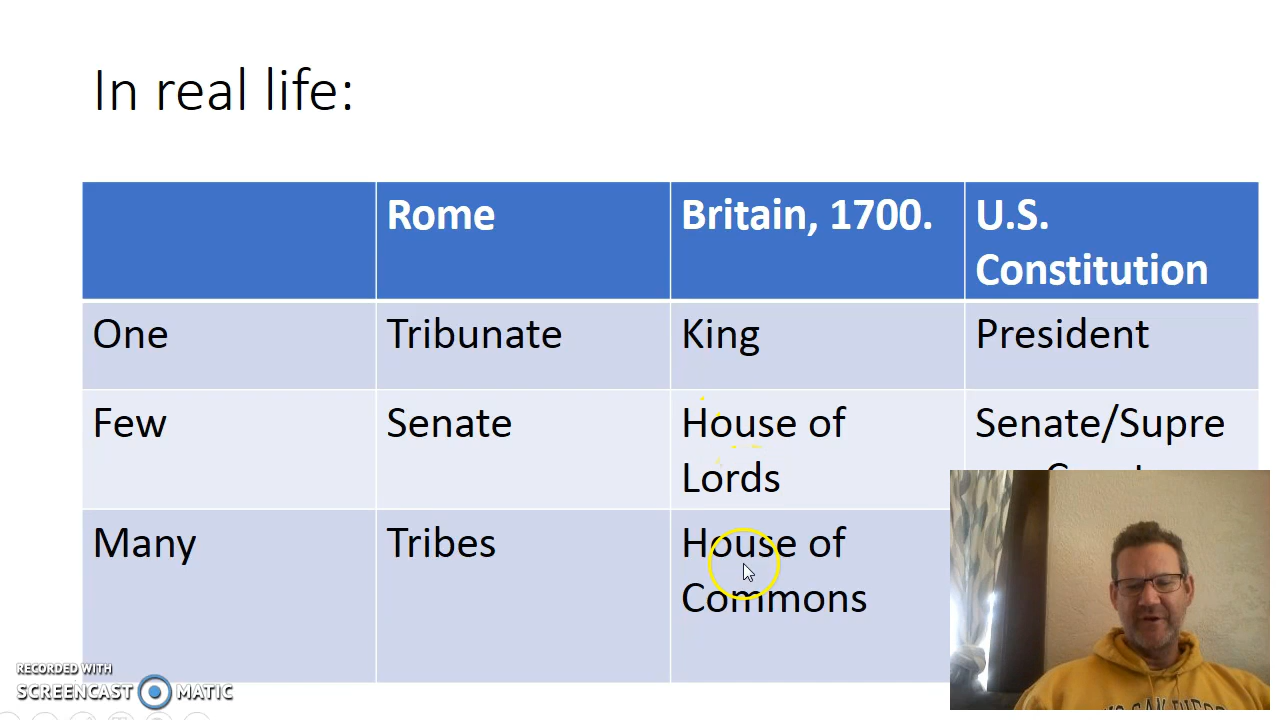 In real life:
Rome
Britain, 1700.
U.S.
Constitution
One
Tribunate
King
President
Few
Senate
House of
Lords
Senate/Supre
Many
Tribes
House of
Commons
RECORDED WITH
SCREENCAST MATIC